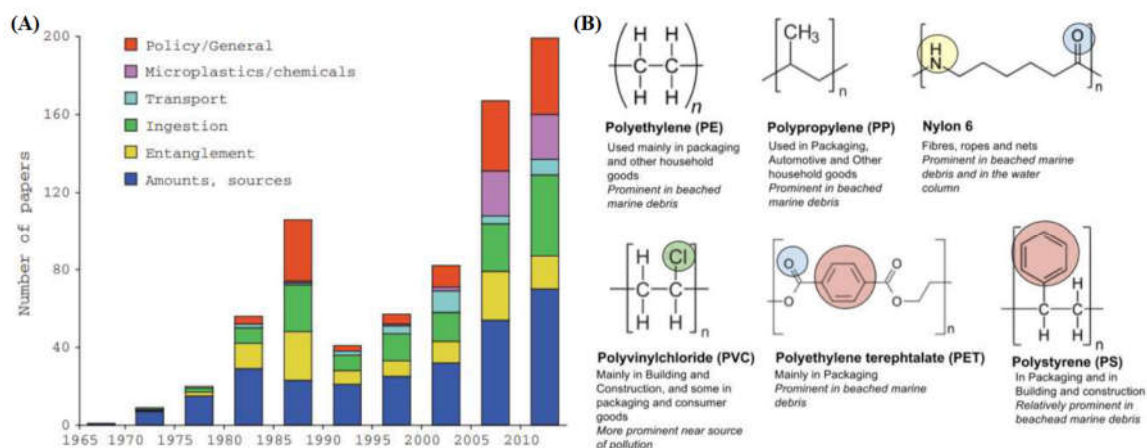 (A)
200
160
120
80
40
0
Number of papers
Policy/General
Microplastics/chemicals
Transport
Ingestion
Entanglement
Amounts, sources
1965 1970 1975 1980 1985 1990 1995 2000 2005 2010
(B)
H H
C C
H H
n
Polyethylene (PE)
Used mainly in packaging
and other household
goods
Prominent in beached
marine debris
CH3
n
Polypropylene (PP)
Used in Packaging,
Automotive and Other
household goods
Prominent in beached
marine debris
H
N
O
n
Nylon 6
Fibres, ropes and nets
Prominent in beached marine
debris and in the water
column
H Cl
C C
H H
n
Polyvinylchloride (PVC)
Mainly in Building and
Construction, and some in
packaging and consumer
goods
More prominent near source
of pollution
O O
O O
n
Polyethylene terephtalate (PET)
Mainly in Packaging
Prominent in beached marine
debris
H
C C
H H
n
Polystyrene (PS)
In Packaging and in
Building and construction
Relatively prominent in
beachead marine debris